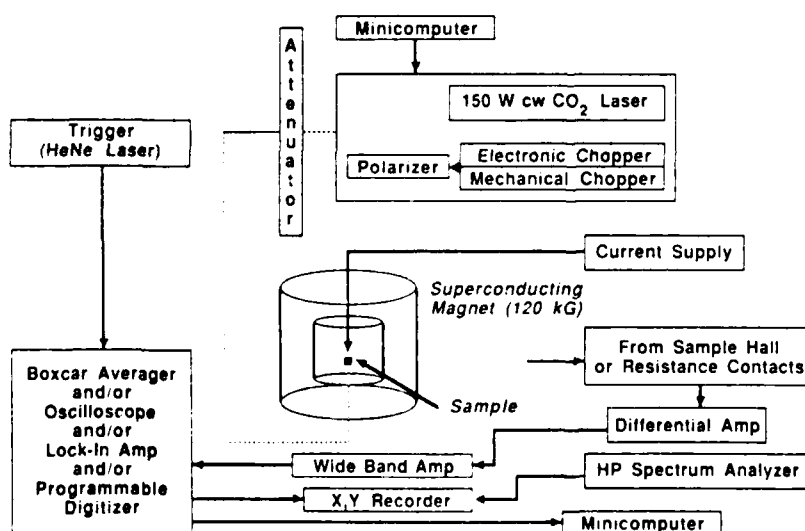 Minicomputer
Attenuator
150 W cw CO2 Laser
Trigger
(HeNe Laser)
Electronic Chopper
Polarizer
Mechanical Chopper
Current Supply
Superconducting
Magnet (120 kG)
From Sample Hall
or Resistance Contacts
Boxcar Averager
and/or
Oscilloscope
and/or
Lock-In Amp
and/or
Programmable
Digitizer
Sample
Differential Amp
Wide Band Amp
HP Spectrum Analyzer
X,Y Recorder
Minicomputer